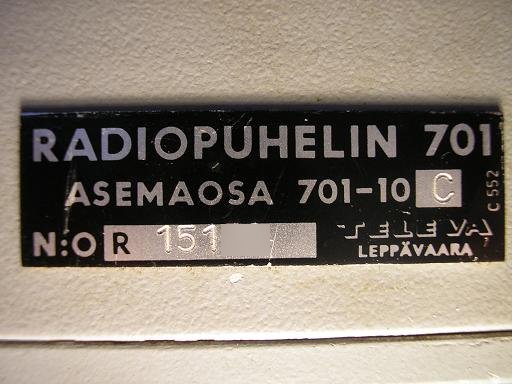 RADIOPUHELIN 701
ASEMAOSA 701-10 C
N:O R 151
TELEVA
LEPPÄVAARA
C 552